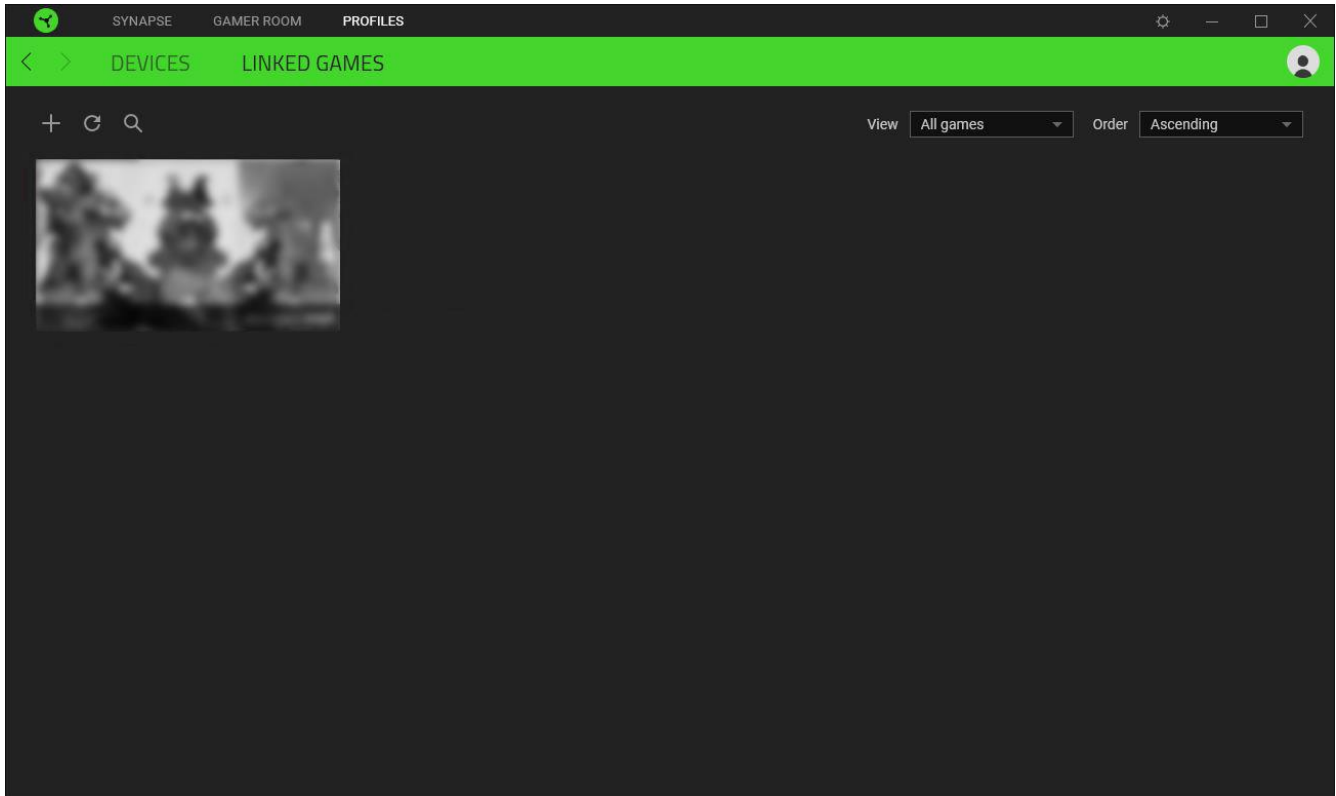 SYNAPSE GAMER ROOM PROFILES
DEVICES LINKED GAMES
View All games Order Ascending